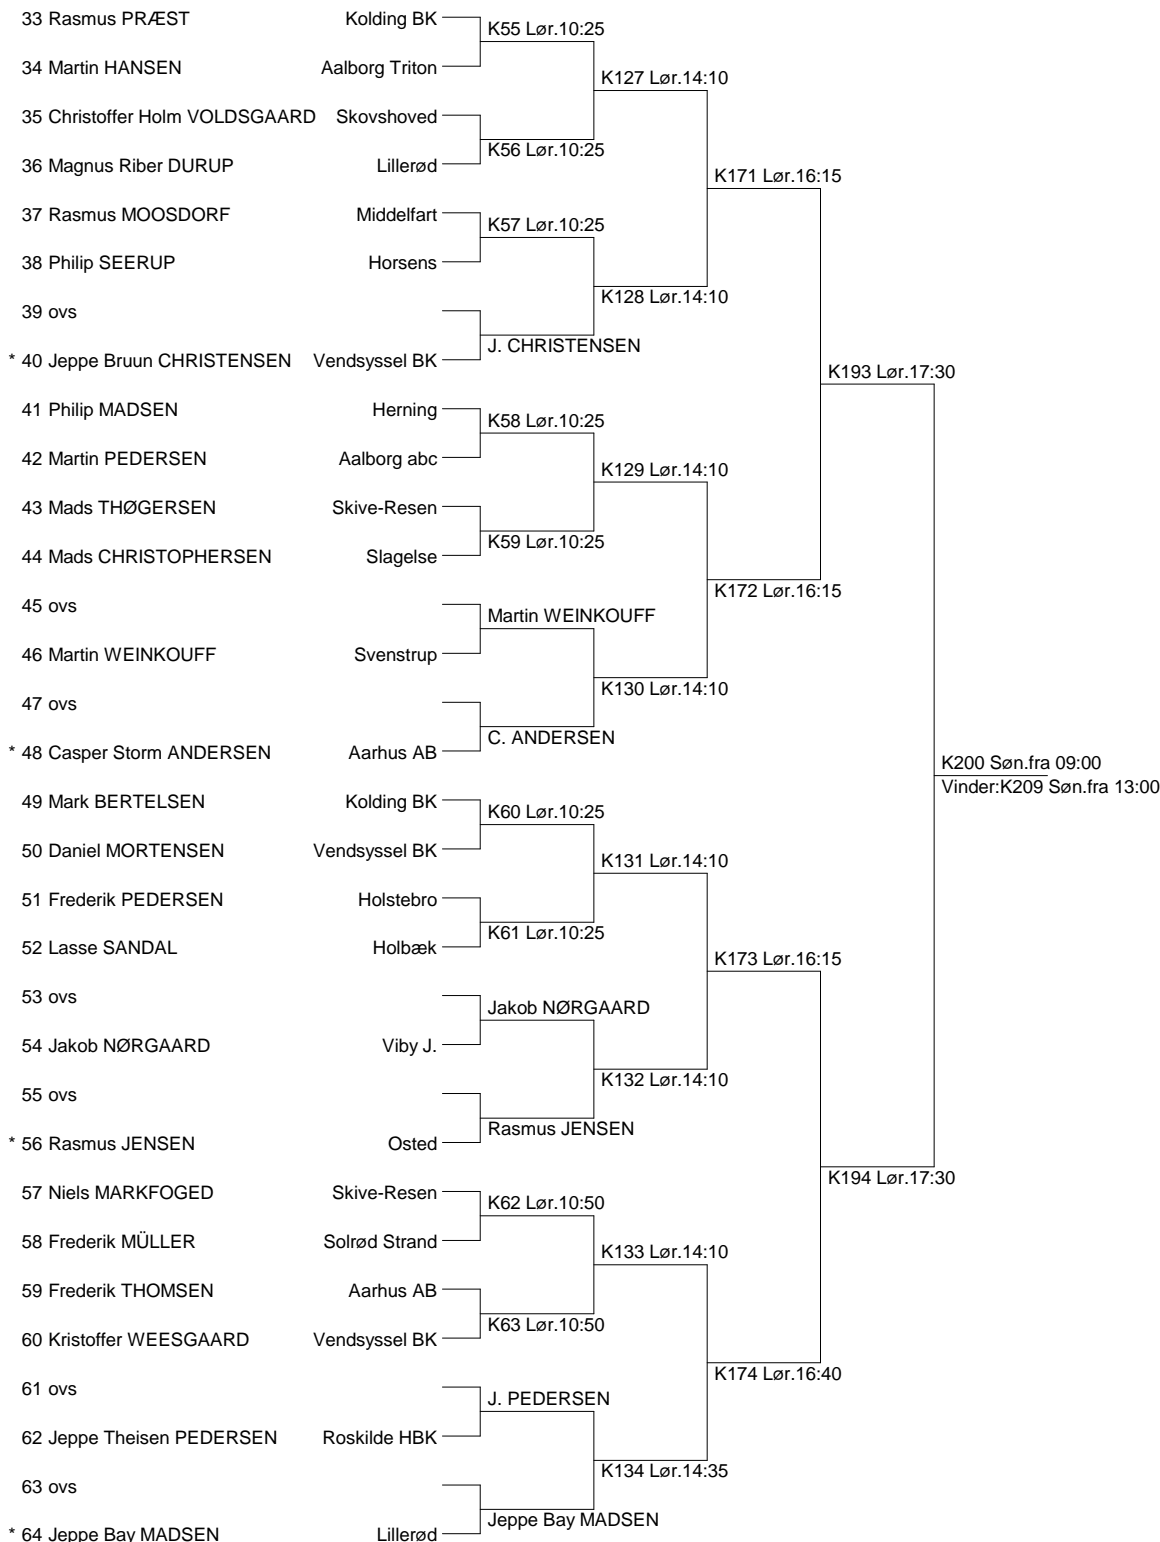 33 Rasmus PRÆST Kolding BK
K55 Lør.10:25
34 Martin HANSEN Aalborg Triton
K127 Lør.14:10
35 Christoffer Holm VOLDSGAARD Skovshoved
K56 Lør.10:25
36 Magnus Riber DURUP Lillerød
K171 Lør.16:15
37 Rasmus MOOSDORF Middelfart
K57 Lør.10:25
38 Philip SEERUP Horsens
K128 Lør.14:10
39 ovs
J. CHRISTENSEN
* 40 Jeppe Bruun CHRISTENSEN Vendsyssel BK
K193 Lør.17:30
41 Philip MADSEN Herning
K58 Lør.10:25
42 Martin PEDERSEN Aalborg abc
K129 Lør.14:10
43 Mads THØGERSEN Skive-Resen
K59 Lør.10:25
44 Mads CHRISTOPHERSEN Slagelse
K172 Lør.16:15
45 ovs
Martin WEINKOUFF
46 Martin WEINKOUFF Svenstrup
K130 Lør.14:10
47 ovs
C. ANDERSEN
* 48 Casper Storm ANDERSEN Aarhus AB
K200 Søn.fra 09:00
Vinder:K209 Søn.fra 13:00
49 Mark BERTELSEN Kolding BK
K60 Lør.10:25
50 Daniel MORTENSEN Vendsyssel BK
K131 Lør.14:10
51 Frederik PEDERSEN Holstebro
K61 Lør.10:25
52 Lasse SANDAL Holbæk
K173 Lør.16:15
53 ovs
Jakob NØRGAARD
54 Jakob NØRGAARD Viby J.
K132 Lør.14:10
55 ovs
Rasmus JENSEN
* 56 Rasmus JENSEN Osted
K194 Lør.17:30
57 Niels MARKFOGED Skive-Resen
K62 Lør.10:50
58 Frederik MÜLLER Solrød Strand
K133 Lør.14:10
59 Frederik THOMSEN Aarhus AB
K63 Lør.10:50
60 Kristoffer WEESGAARD Vendsyssel BK
K174 Lør.16:40
61 ovs
J. PEDERSEN
62 Jeppe Theisen PEDERSEN Roskilde HBK
K134 Lør.14:35
63 ovs
Jeppe Bay MADSEN
* 64 Jeppe Bay MADSEN Lillerød